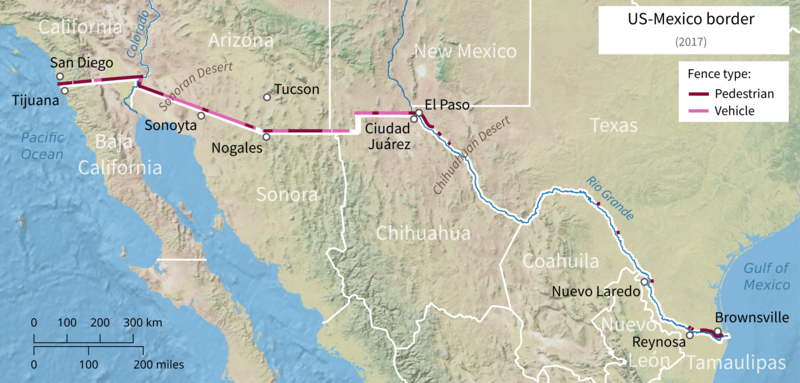 US-Mexico border
(2017)
Fence type:
Pedestrian
Vehicle
California
Colorado
Arizona
New Mexico
Texas
San Diego
Tijuana
Sonoran Desert
Tucson
Sonoyta
Nogales
El Paso
Ciudad
Juárez
Chihuahuan Desert
Pacific
Ocean
Baja
California
Sonora
Chihuahua
Rio Grande
Coahuila
Gulf of
Mexico
Nuevo Laredo
Brownsville
Nuevo
León
Reynosa
Tamaulipas
0 100 200 300 km
0 100 200 miles